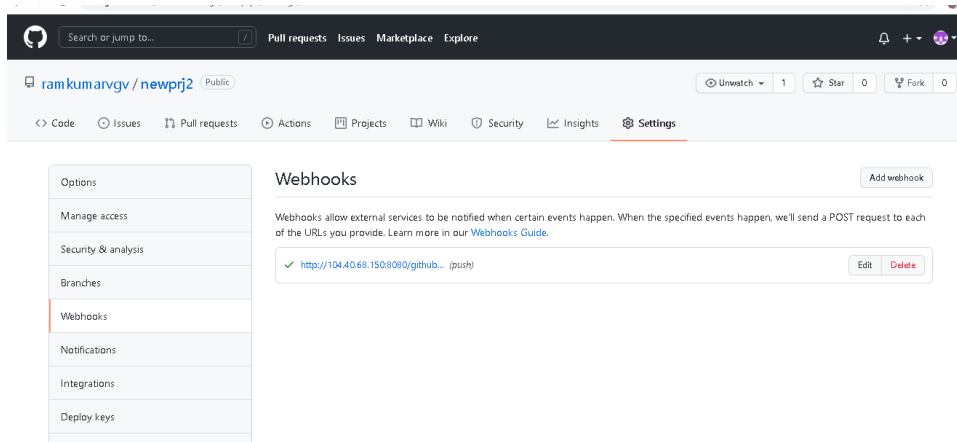 Search or jump to... / Pull requests Issues Marketplace Explore
ramkumarvgv / newprj2 Public Unwatch 1 Star 0 Fork 0
Code Issues Pull requests Actions Projects Wiki Security Insights Settings
Options
Manage access
Security & analysis
Branches
Webhooks
Notifications
Integrations
Deploy keys
Webhooks Add webhook
Webhooks allow external services to be notified when certain events happen. When the specified events happen, we'll send a POST request to each
of the URLs you provide. Learn more in our Webhooks Guide.
http://104.40.68.150:8080/github... (push) Edit Delete